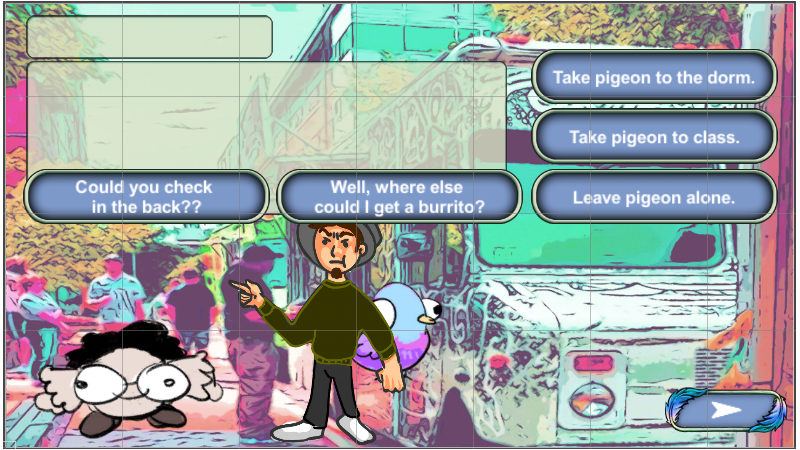 Take pigeon to the dorm.
Take pigeon to class.
Could you check
in the back??
Well, where else
could I get a burrito?
Leave pigeon alone.